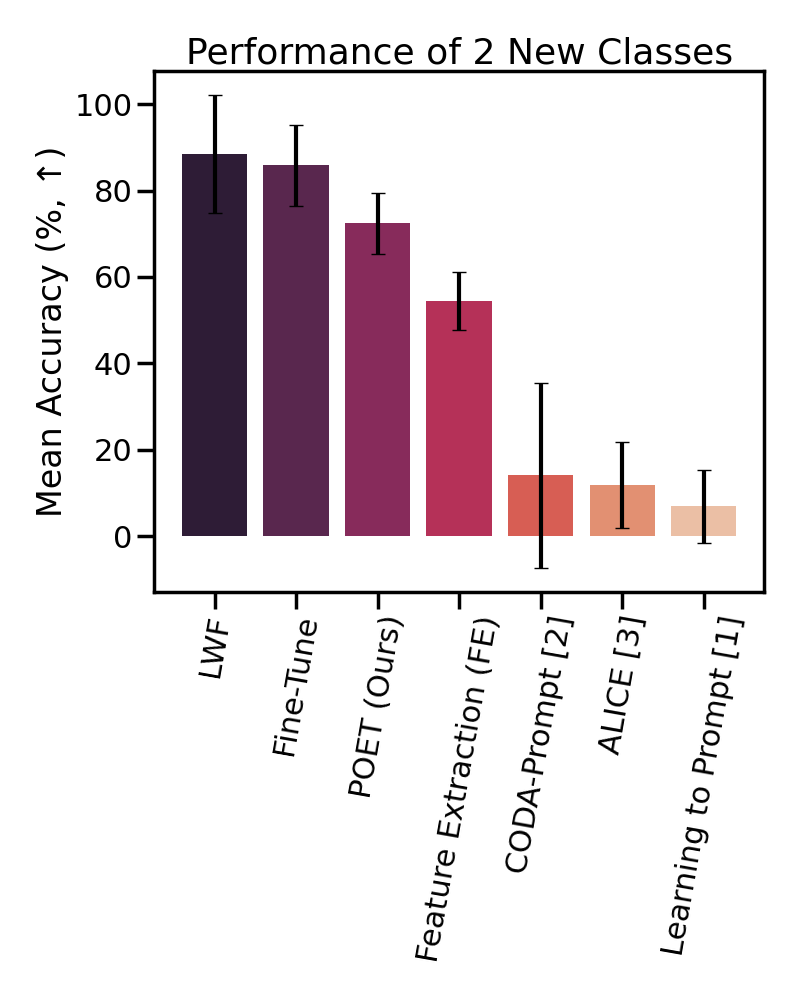 Performance of 2 New Classes
Mean Accuracy (%, ↑)
100
80
60
40
20
0
LWF
Fine-Tune
POET (Ours)
Feature Extraction (FE)
CODA-Prompt [2]
ALICE [3]
Learning to Prompt [1]